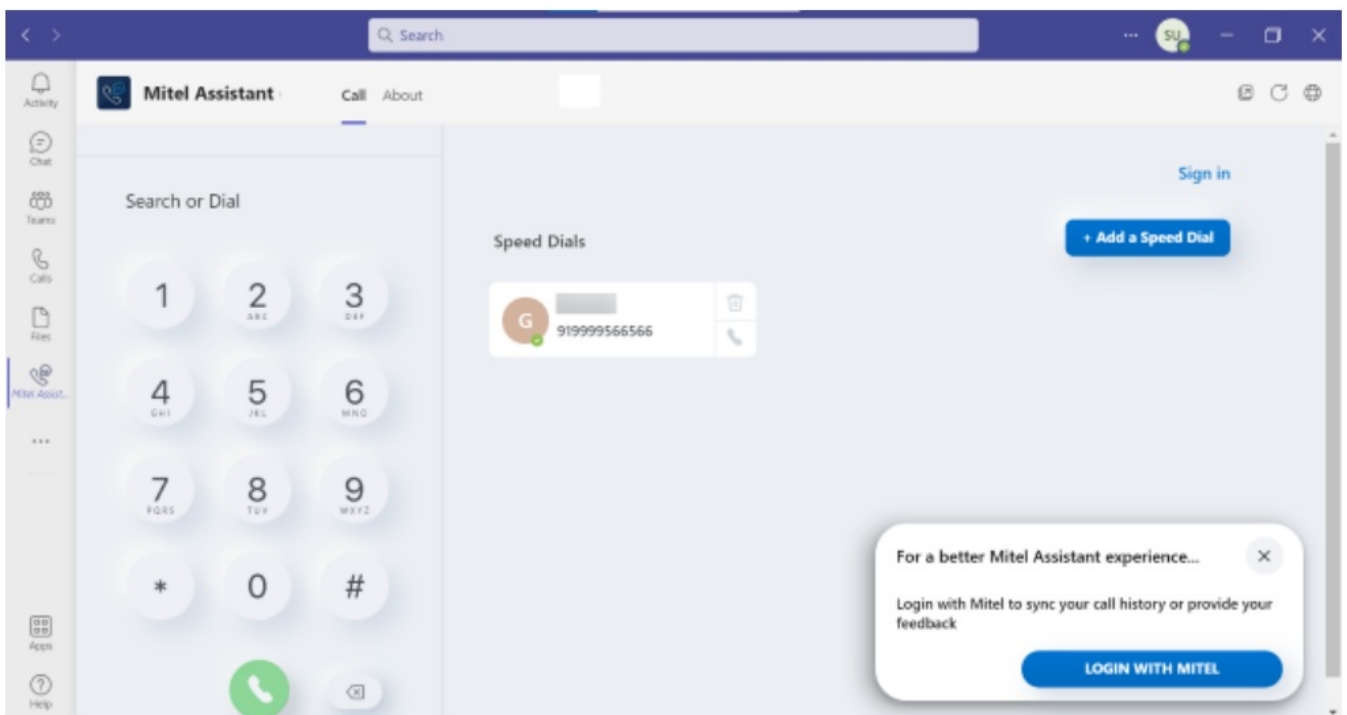 Search
SU
Activity
Chat
Teams
Calls
Files
Mitel Assist...
Apps
Help
Mitel Assistant
Call
About
Search or Dial
1
2
ABC
3
DEF
4
GHI
5
JKL
6
MNO
7
PQRS
8
TUV
9
WXYZ
*
0
#
Sign in
+ Add a Speed Dial
Speed Dials
G
919999566566
For a better Mitel Assistant experience...
Login with Mitel to sync your call history or provide your
feedback
LOGIN WITH MITEL